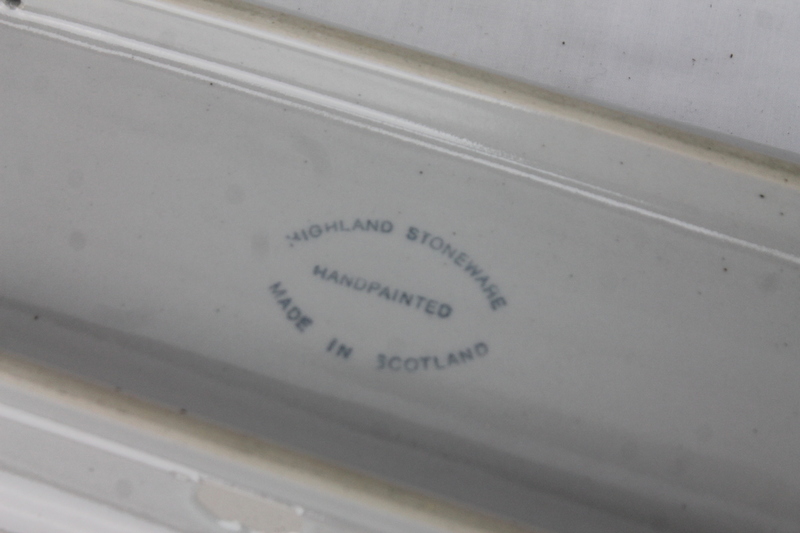 HIGHLAND STONEWARE
HANDPAINTED
MADE IN SCOTLAND